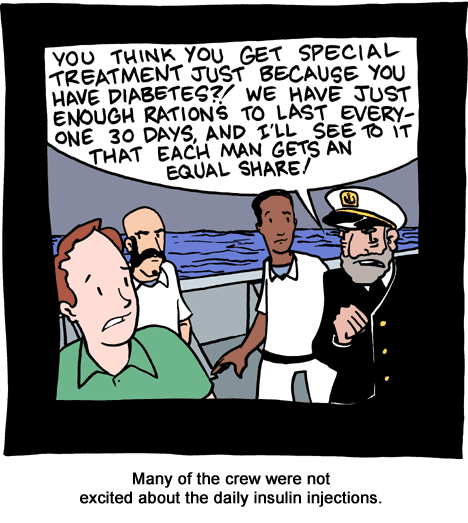 YOU THINK YOU GET SPECIAL
TREATMENT JUST BECAUSE YOU
HAVE DIABETES?! WE HAVE JUST
ENOUGH RATIONS TO LAST EVERY-
ONE 30 DAYS, AND I'LL SEE TO IT
THAT EACH MAN GETS AN
EQUAL SHARE!
Many of the crew were not
excited about the daily insulin injections.